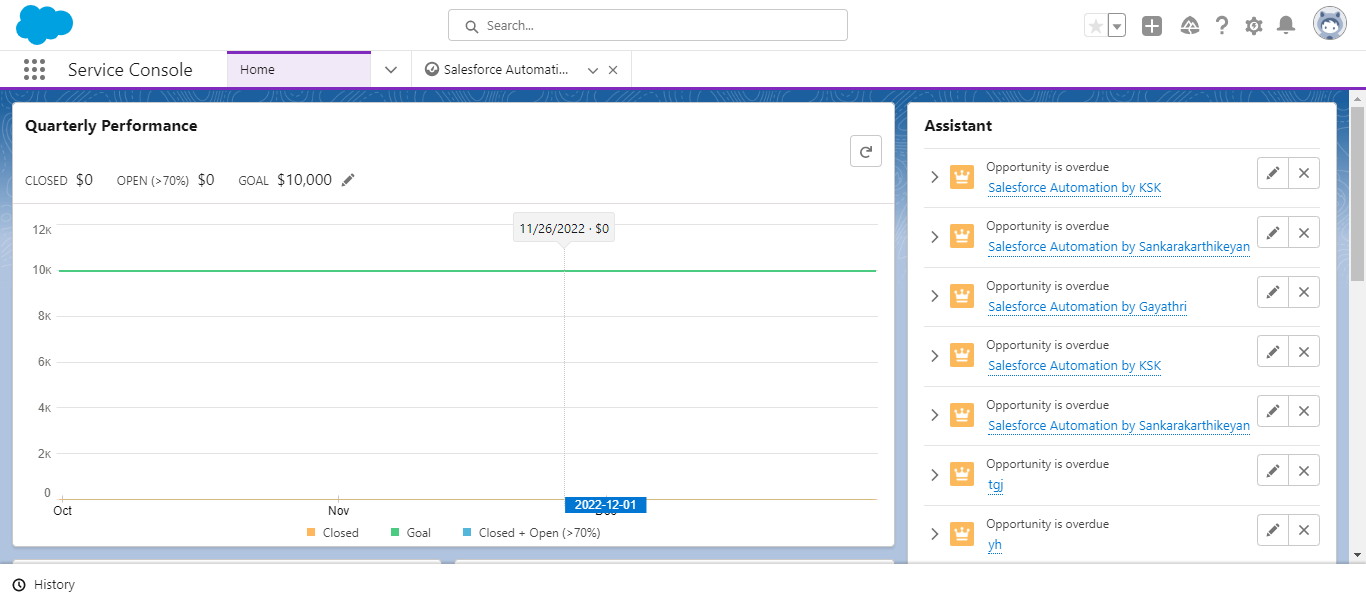 Search...
Service Console
Home
Salesforce Automati...
Quarterly Performance
CLOSED $0 OPEN (>70%) $0 GOAL $10,000
11/26/2022 · $0
12K
10K
8K
6K
4K
2K
0
Oct Nov
2022-12-01
Closed Goal Closed + Open (>70%)
Assistant
Opportunity is overdue
Salesforce Automation by KSK
Opportunity is overdue
Salesforce Automation by Sankarakarthikeyan
Opportunity is overdue
Salesforce Automation by Gayathri
Opportunity is overdue
Salesforce Automation by KSK
Opportunity is overdue
Salesforce Automation by Sankarakarthikeyan
Opportunity is overdue
tgj
Opportunity is overdue
yh
History